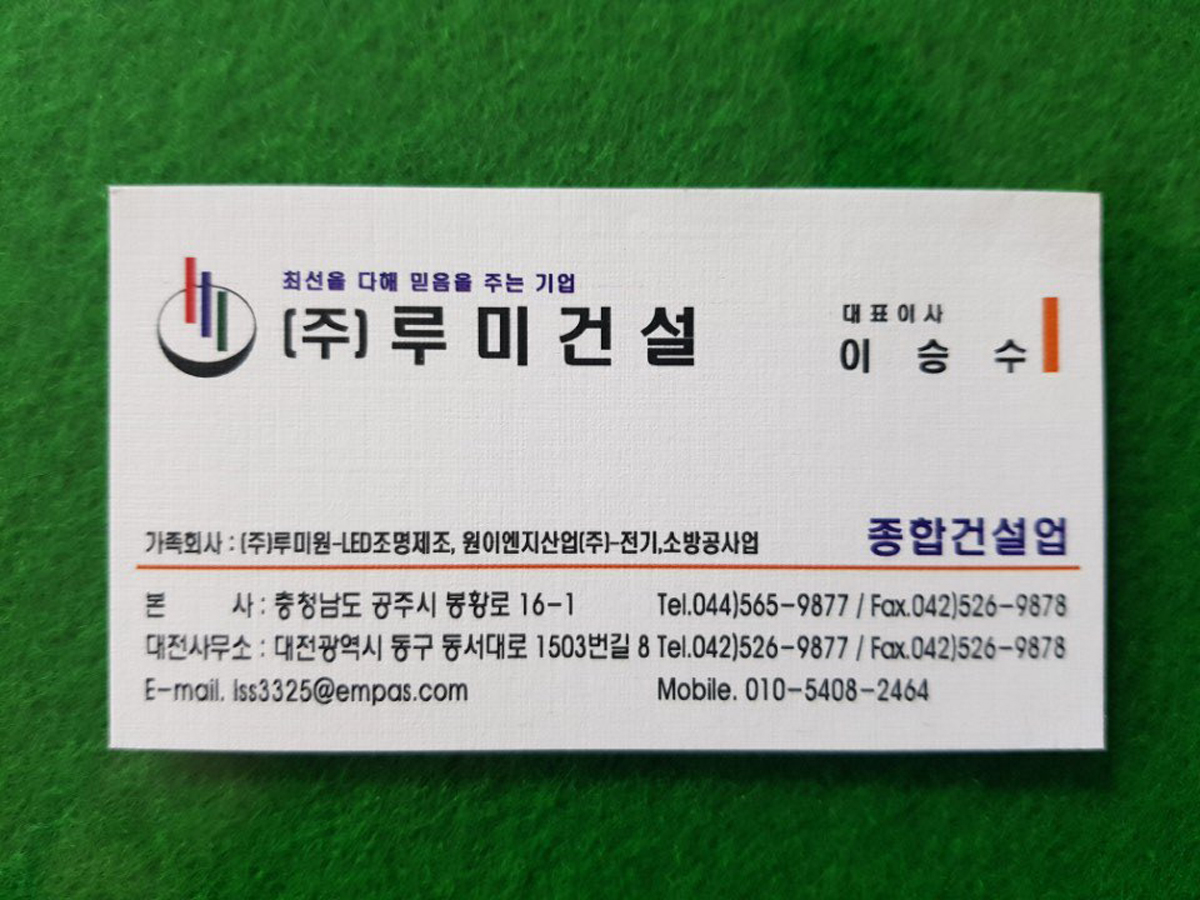 최선을 다해 믿음을 주는 기업
(주)루미건설
대표이사
이 승 수
종합건설업
가족회사 : (주)루미원-LED조명제조, 원이엔지산업(주)-전기,소방공사업
본 사 : 충청남도 공주시 봉황로 16-1 Tel.044)565-9877 / Fax.042)526-9878
대전사무소 : 대전광역시 동구 동서대로 1503번길 8 Tel.042)526-9877 / Fax.042)526-9878
E-mail. lss3325@empas.com Mobile. 010-5408-2464